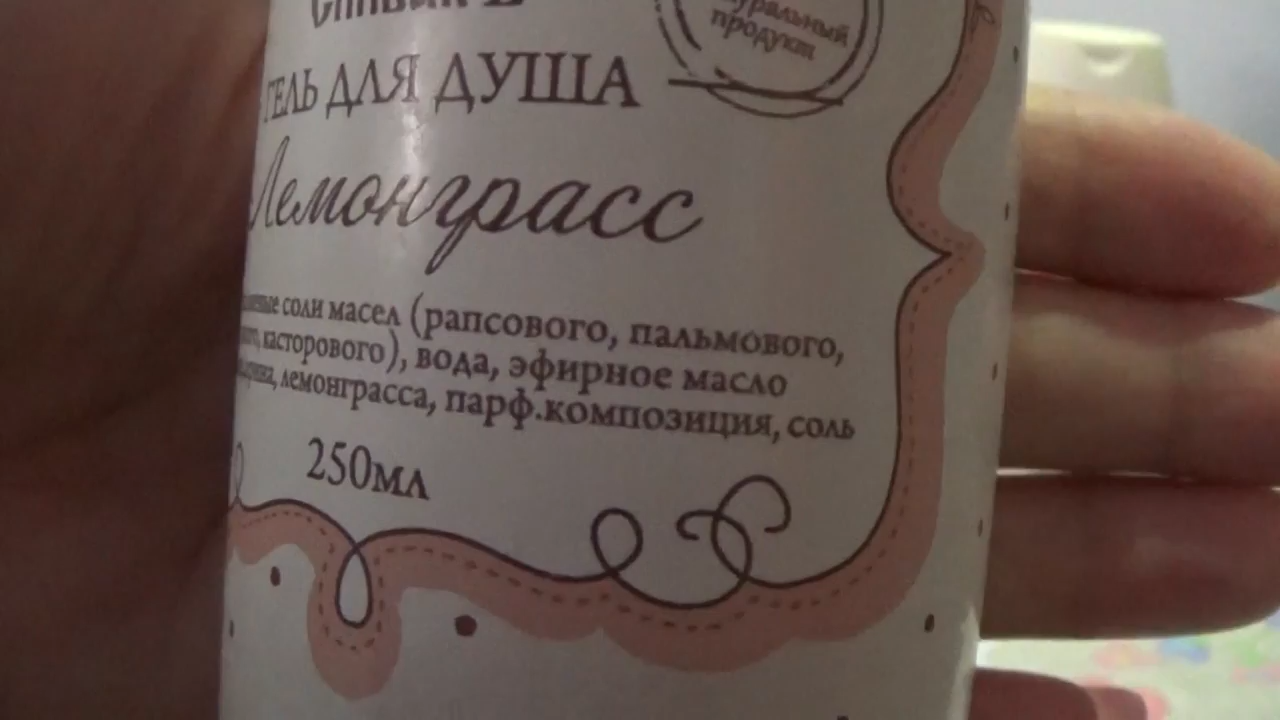 продукт
ГЕЛЬ ДЛЯ ДУША
Лемонграсс
соли масел (рапсового, пальмового,
касторового), вода, эфирное масло
лемонграсса, парф.композиция, соль
250мл